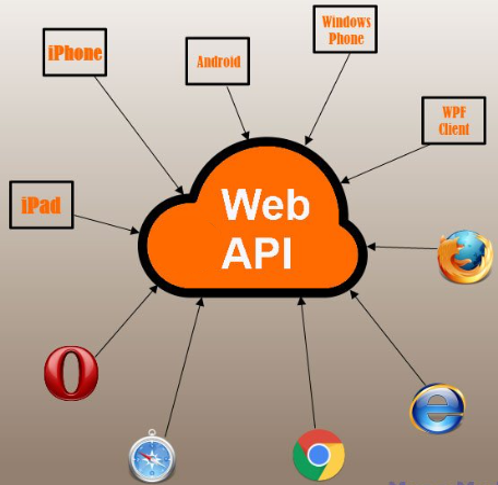 Windows
Phone
iPhone
Android
WPF
Client
iPad
Web
API